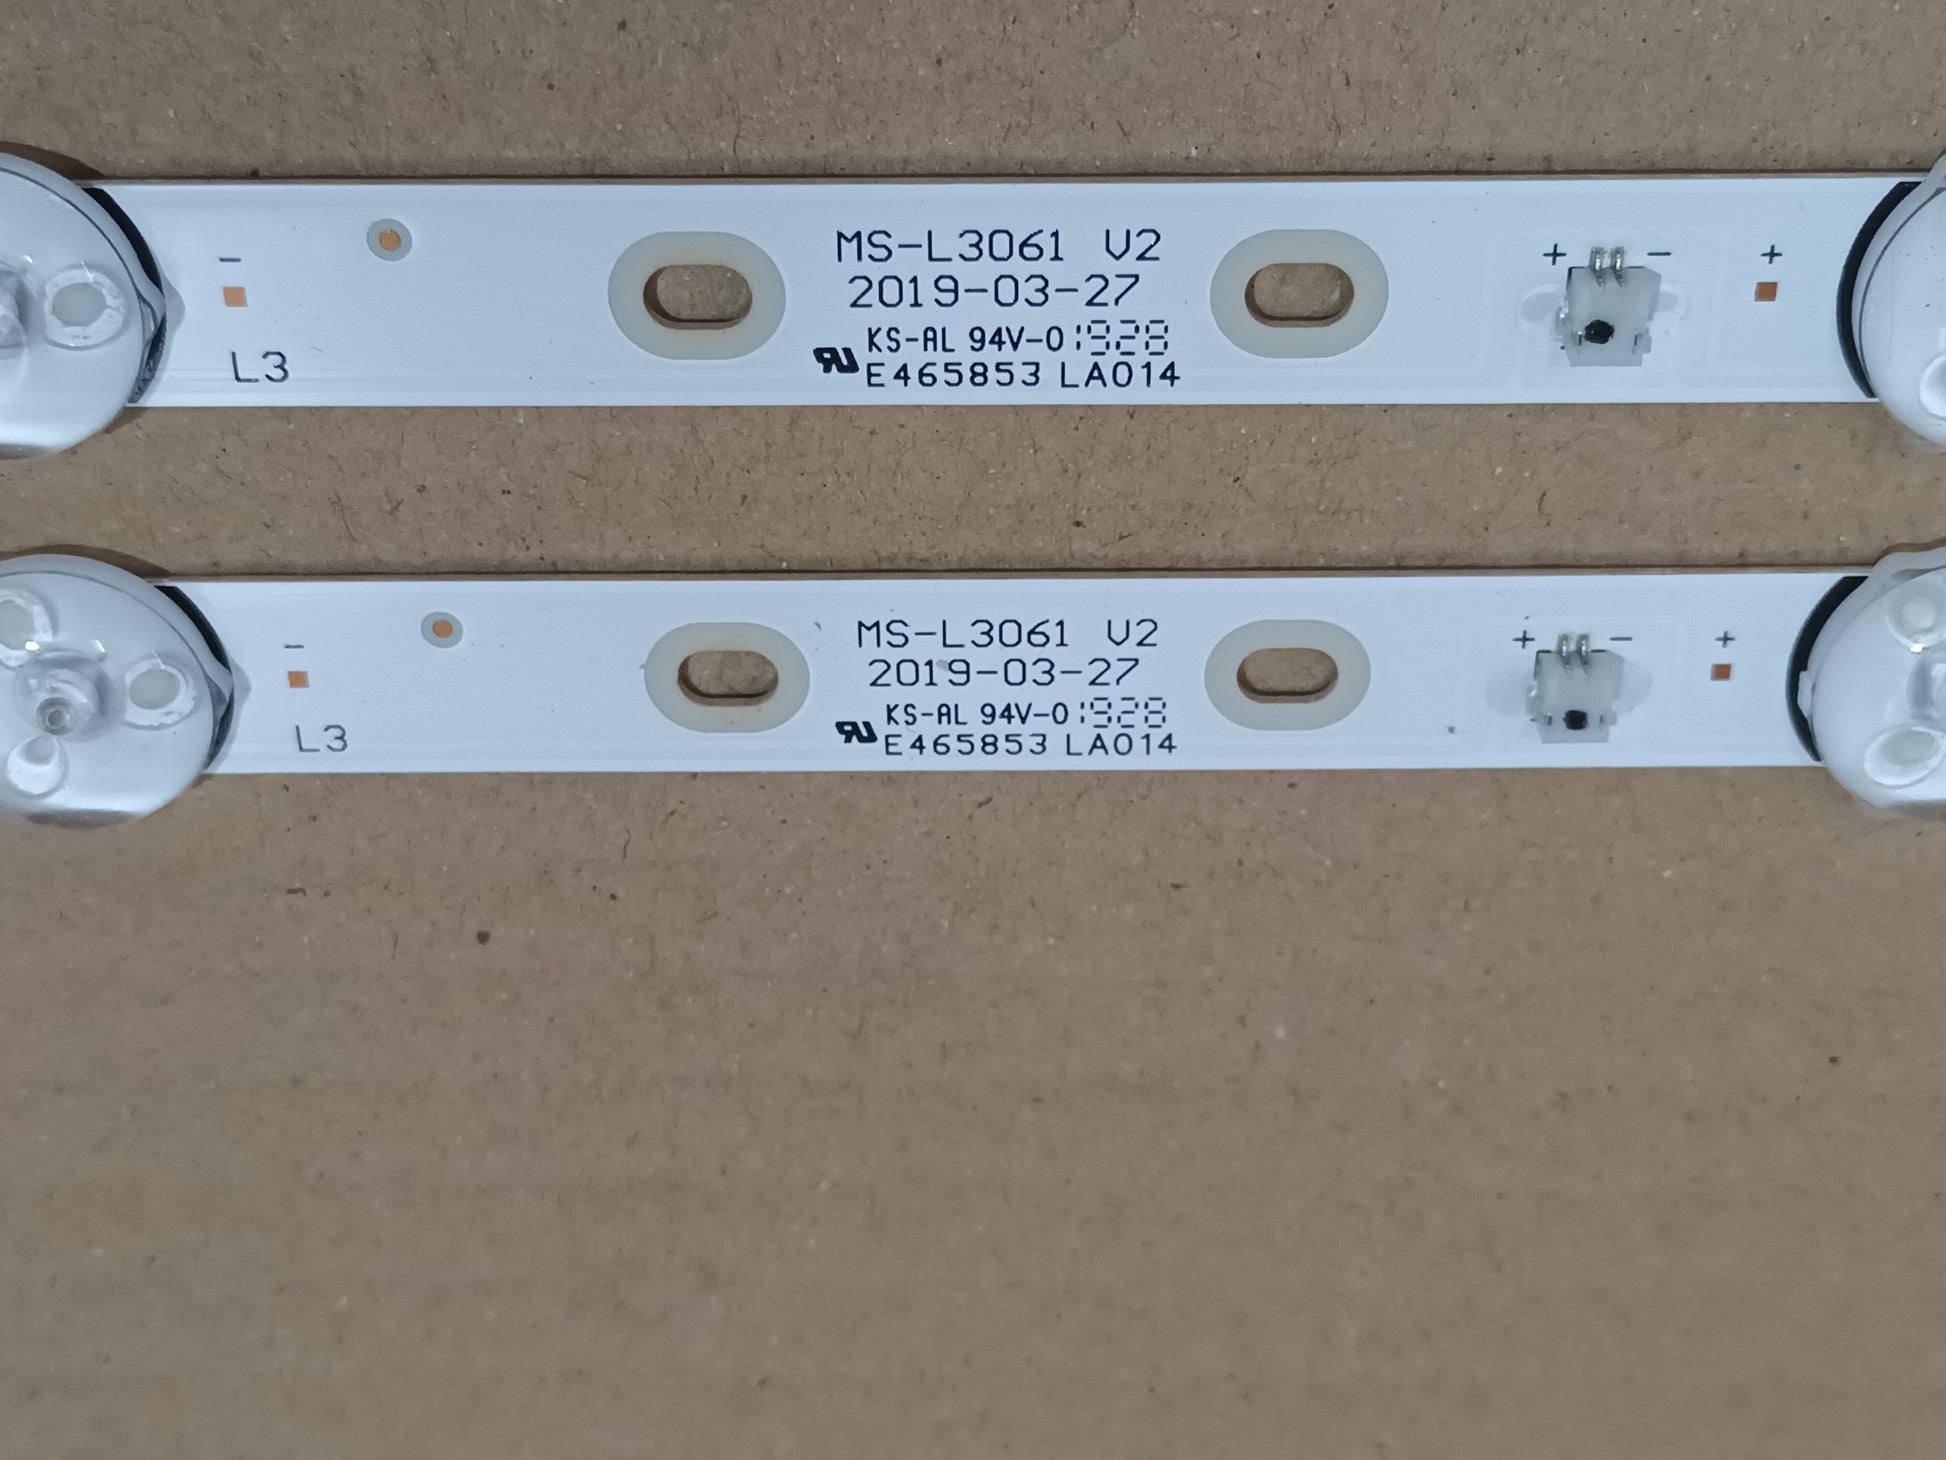 MS-L3061 V2
2019-03-27
KS-AL 94V-0 1928
E465853 LA014
- L3
+ -
+
MS-L3061 V2
2019-03-27
KS-AL 94V-0 1928
E465853 LA014
- L3
+ -
+